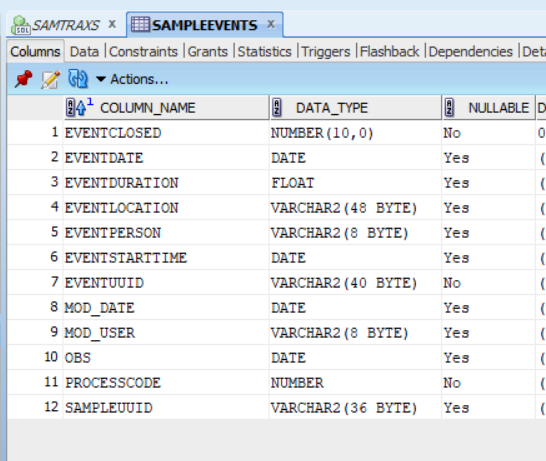 SAMTRAXS x SAMPLEEVENTS x
Columns Data Constraints Grants Statistics Triggers Flashback Dependencies Deta
Actions...
1 COLUMN_NAME DATA_TYPE NULLABLE D
1 EVENTCLOSED NUMBER(10,0) No 0
2 EVENTDATE DATE Yes (
3 EVENTDURATION FLOAT Yes (
4 EVENTLOCATION VARCHAR2(48 BYTE) Yes (
5 EVENTPERSON VARCHAR2(8 BYTE) Yes (
6 EVENTSTARTTIME DATE Yes (
7 EVENTUUID VARCHAR2(40 BYTE) No (
8 MOD_DATE DATE Yes (
9 MOD_USER VARCHAR2(8 BYTE) Yes (
10 OBS DATE Yes (
11 PROCESSCODE NUMBER No (
12 SAMPLEUUID VARCHAR2(36 BYTE) Yes (